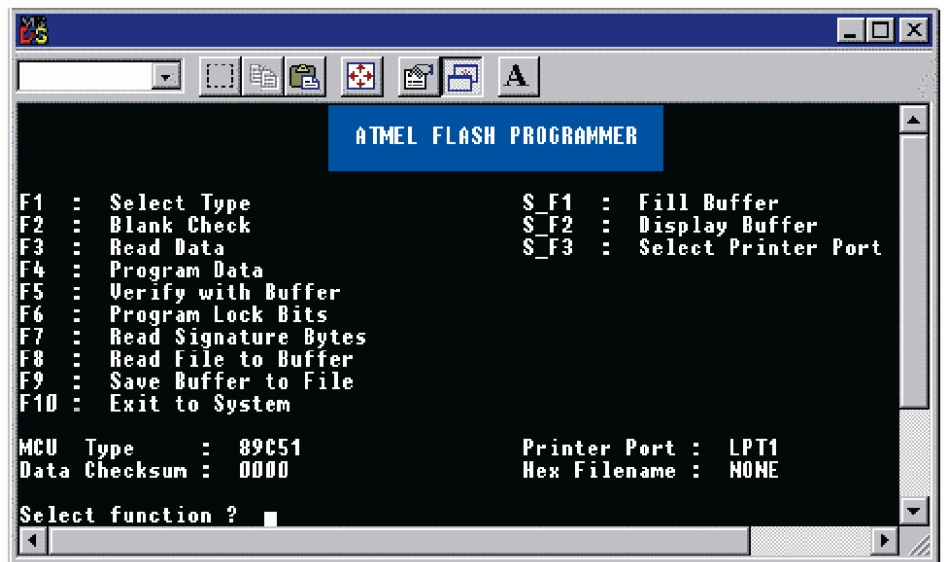 ATMEL FLASH PROGRAMMER
F1 : Select Type S_F1 : Fill Buffer
F2 : Blank Check S_F2 : Display Buffer
F3 : Read Data S_F3 : Select Printer Port
F4 : Program Data
F5 : Verify with Buffer
F6 : Program Lock Bits
F7 : Read Signature Bytes
F8 : Read File to Buffer
F9 : Save Buffer to File
F10 : Exit to System
MCU Type : 89C51 Printer Port : LPT1
Data Checksum : 0000 Hex Filename : NONE
Select function ?